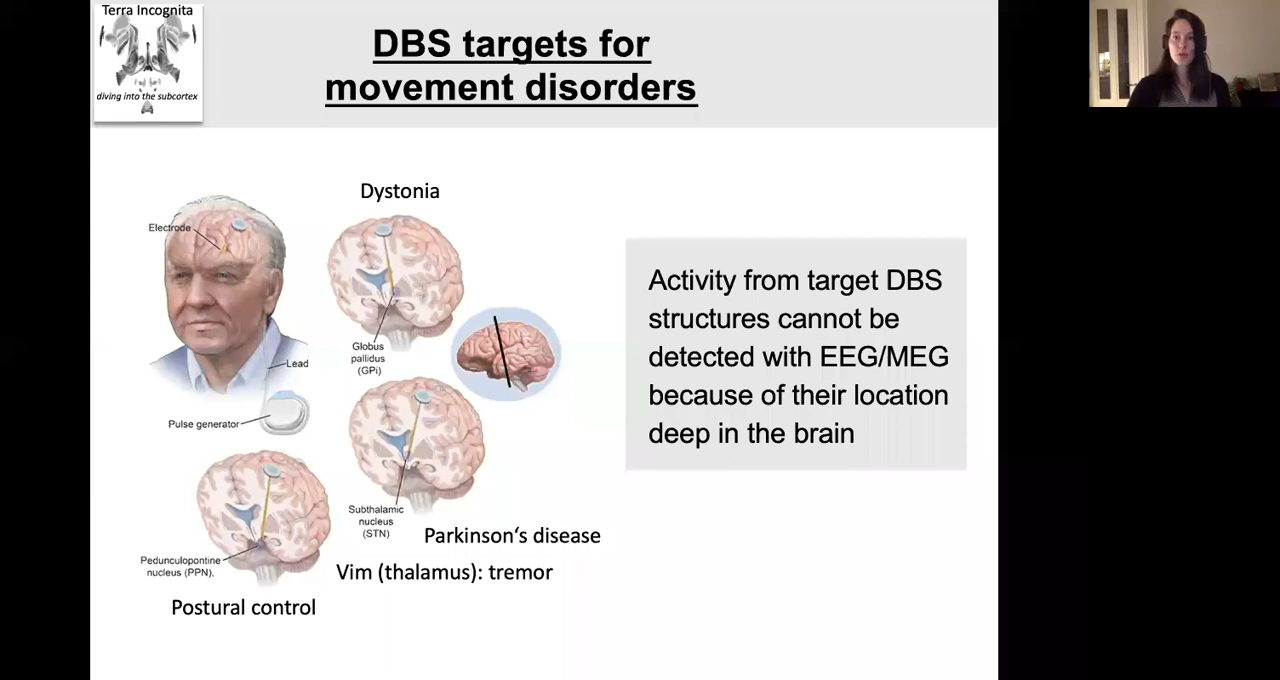 Terra Incognita
diving into the subcortex
DBS targets for
movement disorders
Dystonia
Electrode
Lead
Pulse generator
Globus
pallidus
(GPi)
Subthalamic
nucleus
(STN)
Parkinson‘s disease
Vim (thalamus): tremor
Pedunculopontine
nucleus (PPN).
Postural control
Activity from target DBS
structures cannot be
detected with EEG/MEG
because of their location
deep in the brain